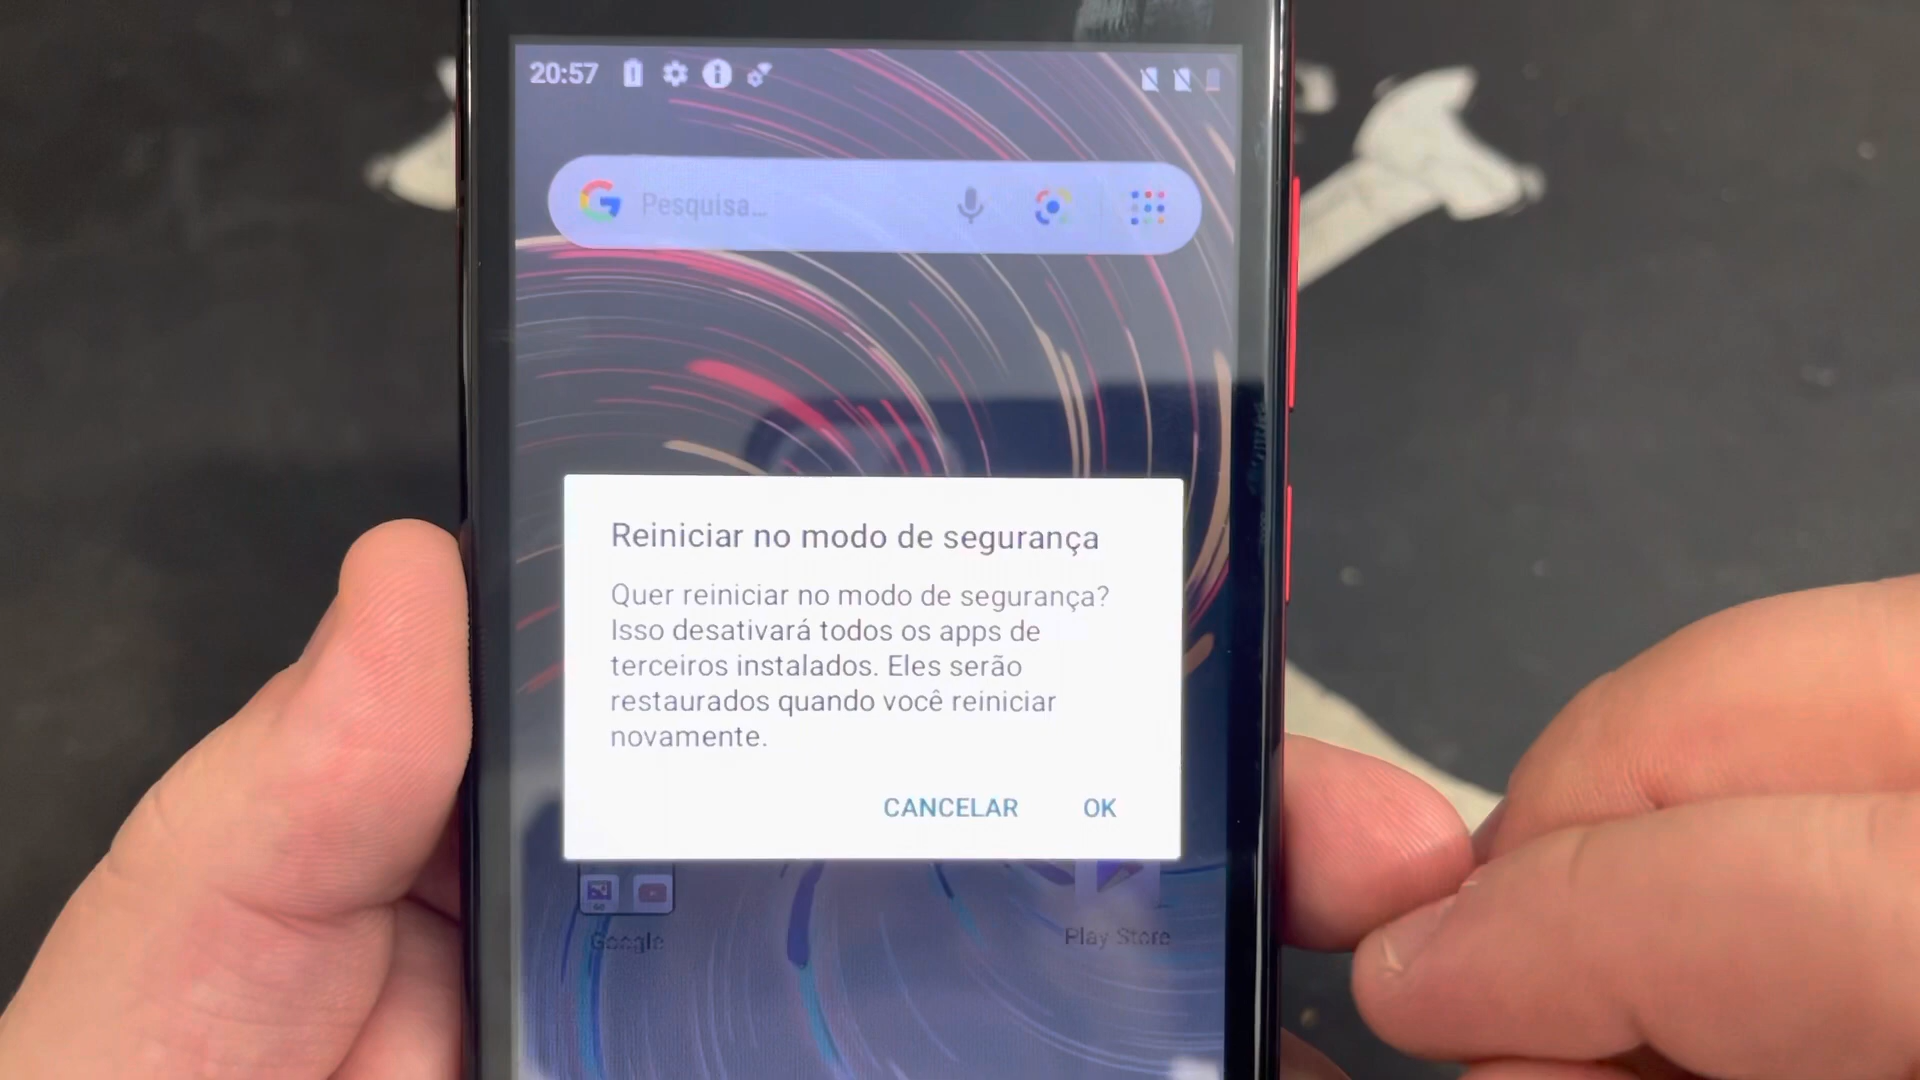 20:57
Pesquisa...
Reiniciar no modo de segurança
Quer reiniciar no modo de segurança?
Isso desativará todos os apps de
terceiros instalados. Eles serão
restaurados quando você reiniciar
novamente.
CANCELAR OK
Google Play Store